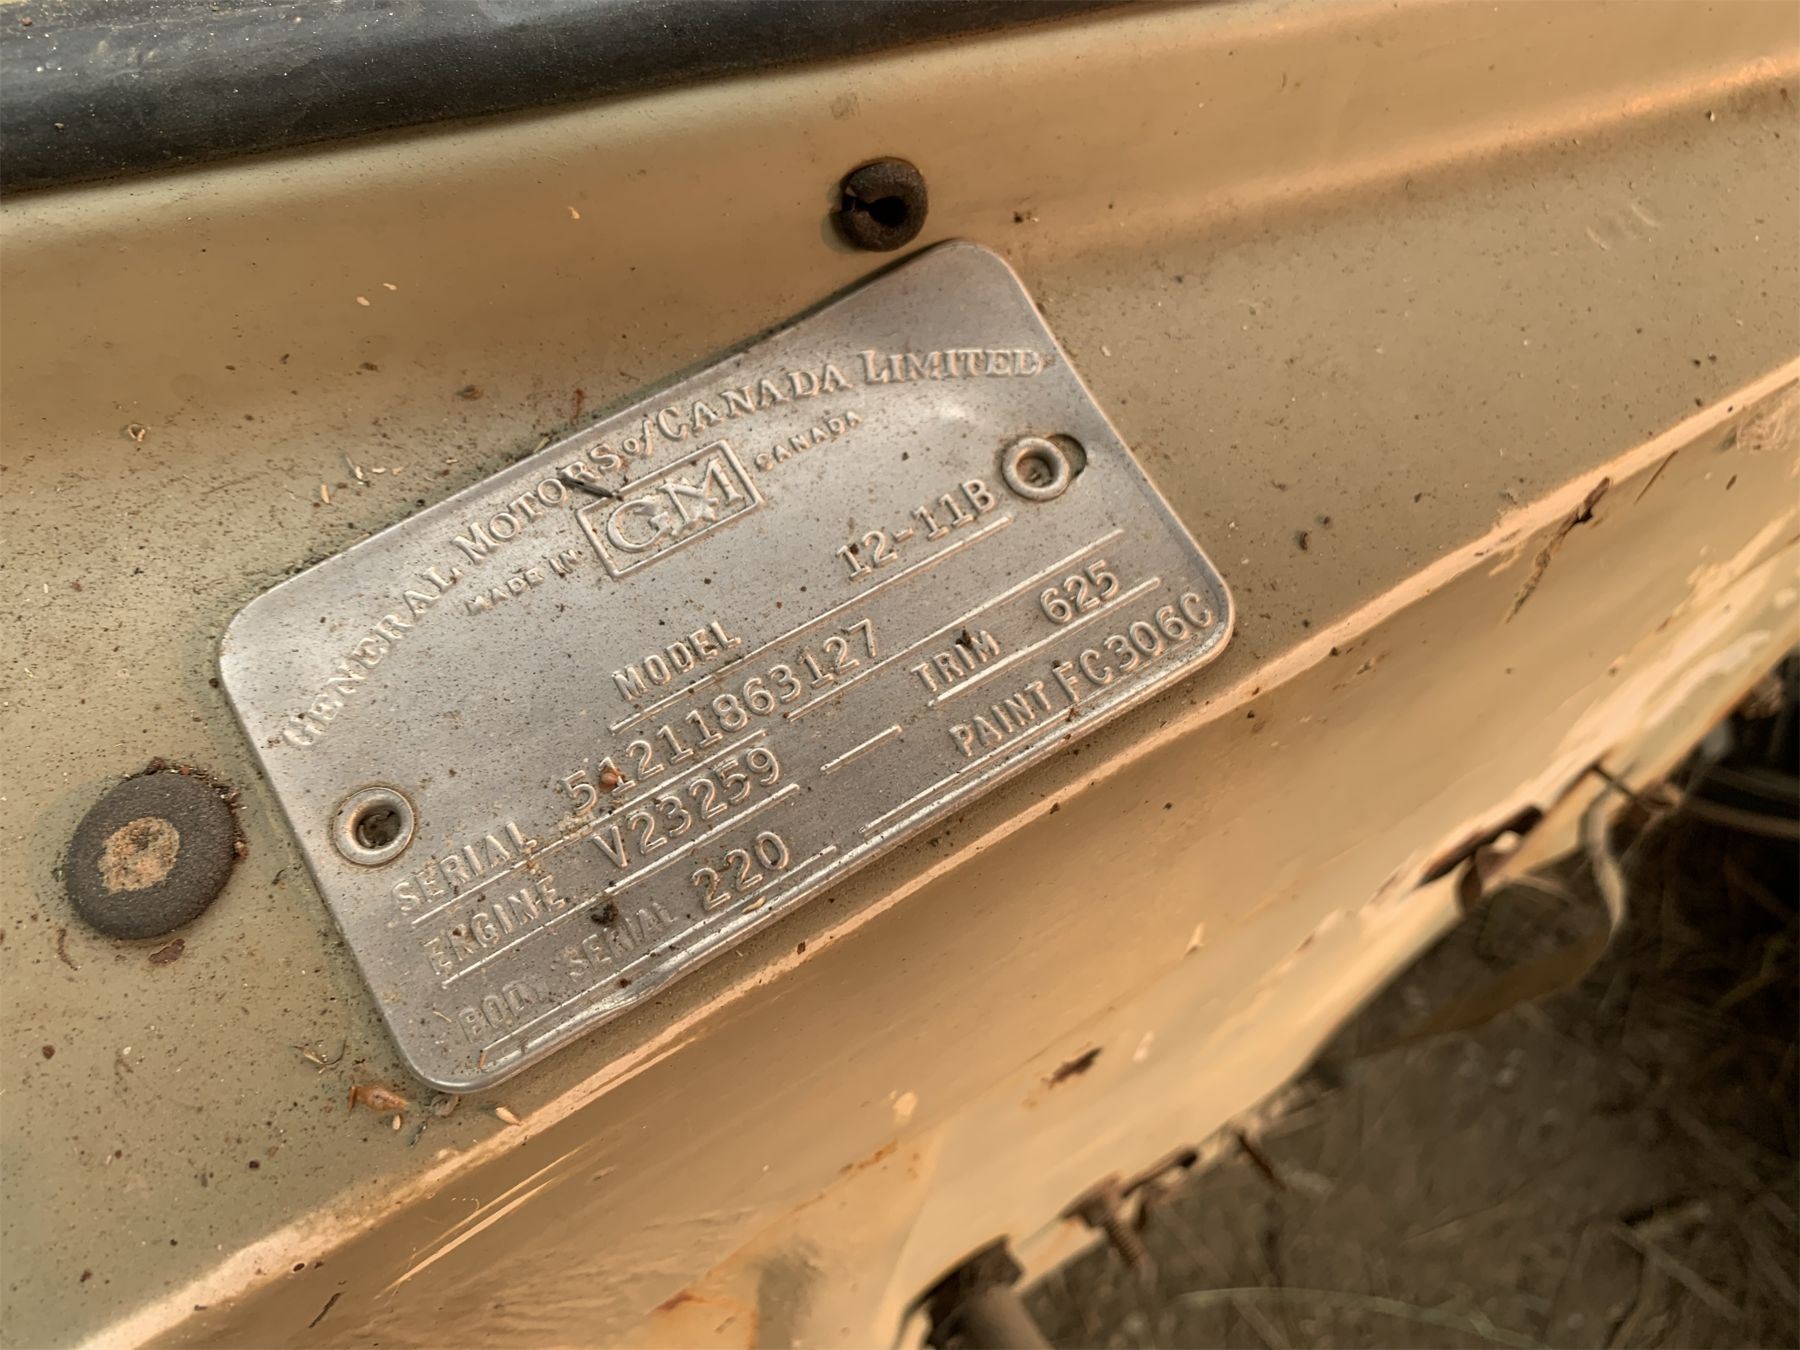 GENERAL MOTORS of CANADA LIMITED
MADE IN GM CANADA
MODEL 12-11B
SERIAL 51211863127
ENGINE V23259 TRIM 625
BODY SERIAL 220 PAINT FC306C